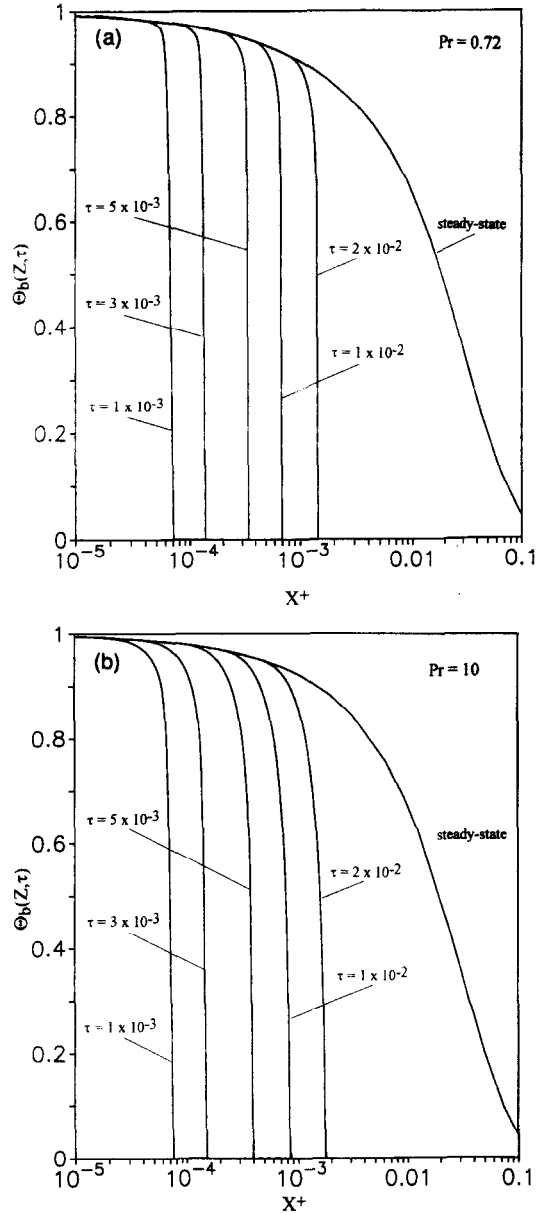 (a)
Pr = 0.72
1
0.8
0.6
0.4
0.2
0
Θb(Z,τ)
τ = 5 x 10-3
τ = 3 x 10-3
τ = 1 x 10-3
τ = 2 x 10-2
τ = 1 x 10-2
steady-state
10-5
10-4
10-3
0.01
0.1
X+
(b)
Pr = 10
1
0.8
0.6
0.4
0.2
0
Θb(Z,τ)
τ = 5 x 10-3
τ = 3 x 10-3
τ = 1 x 10-3
τ = 2 x 10-2
τ = 1 x 10-2
steady-state
10-5
10-4
10-3
0.01
0.1
X+